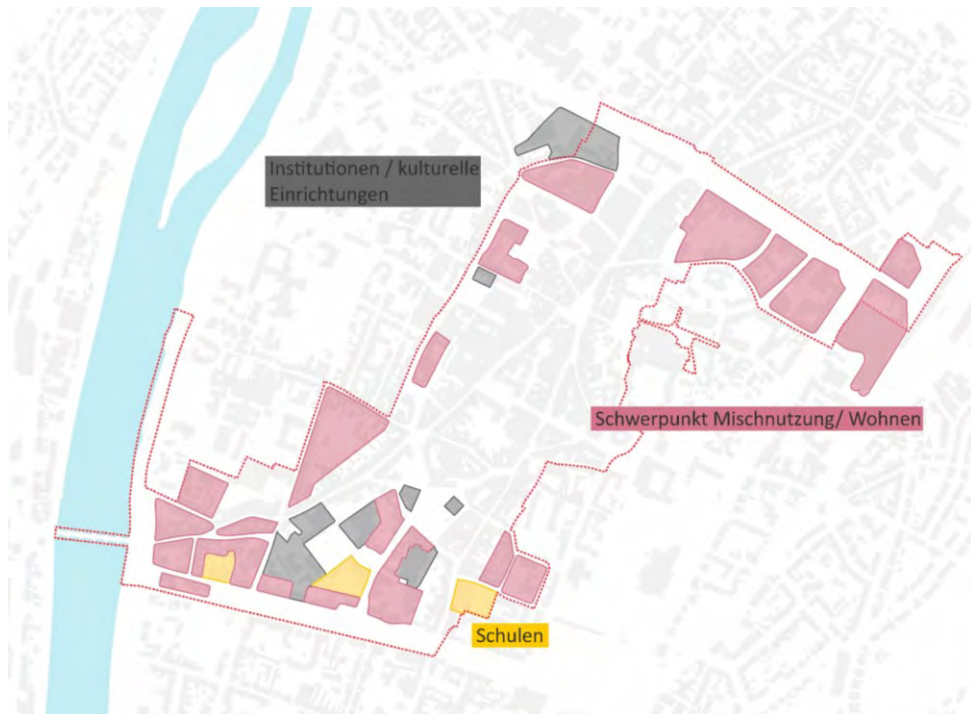 Institutionen / kulturelle
Einrichtungen
Schwerpunkt Mischnutzung/ Wohnen
Schulen